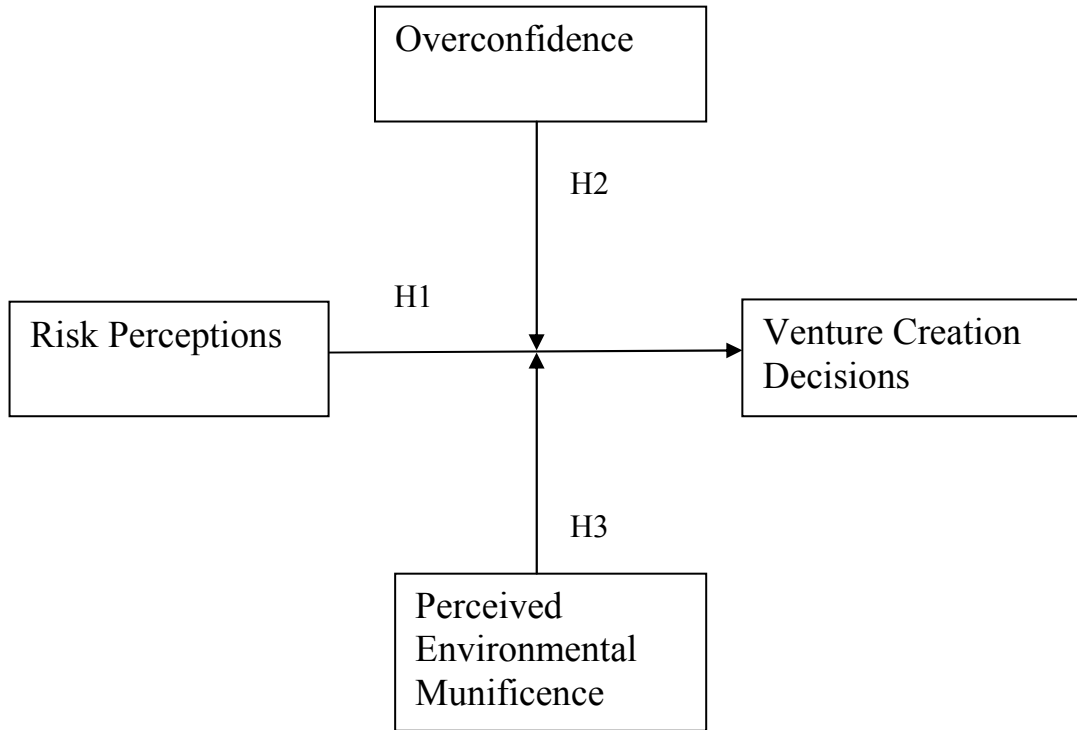 Overconfidence
H2
H1
Risk Perceptions
Venture Creation
Decisions
H3
Perceived
Environmental
Munificence